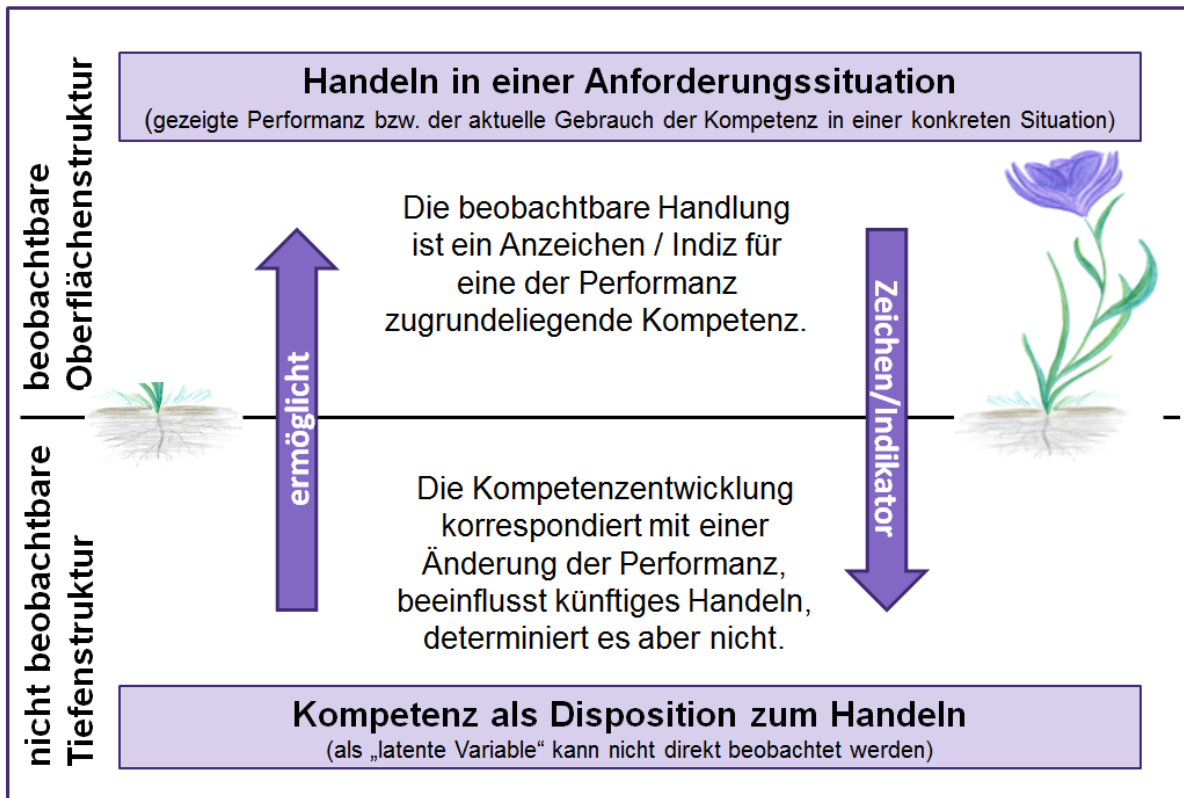 beobachtbare
Oberflächenstruktur
Handeln in einer Anforderungssituation
(gezeigte Performanz bzw. der aktuelle Gebrauch der Kompetenz in einer konkreten Situation)
Die beobachtbare Handlung
ist ein Anzeichen / Indiz für
eine der Performanz
zugrundeliegende Kompetenz.
ermöglicht
Zeichen/Indikator
nicht beobachtbare
Tiefenstruktur
Die Kompetenzentwicklung
korrespondiert mit einer
Änderung der Performanz,
beeinflusst künftiges Handeln,
determiniert es aber nicht.
Kompetenz als Disposition zum Handeln
(als „latente Variable“ kann nicht direkt beobachtet werden)